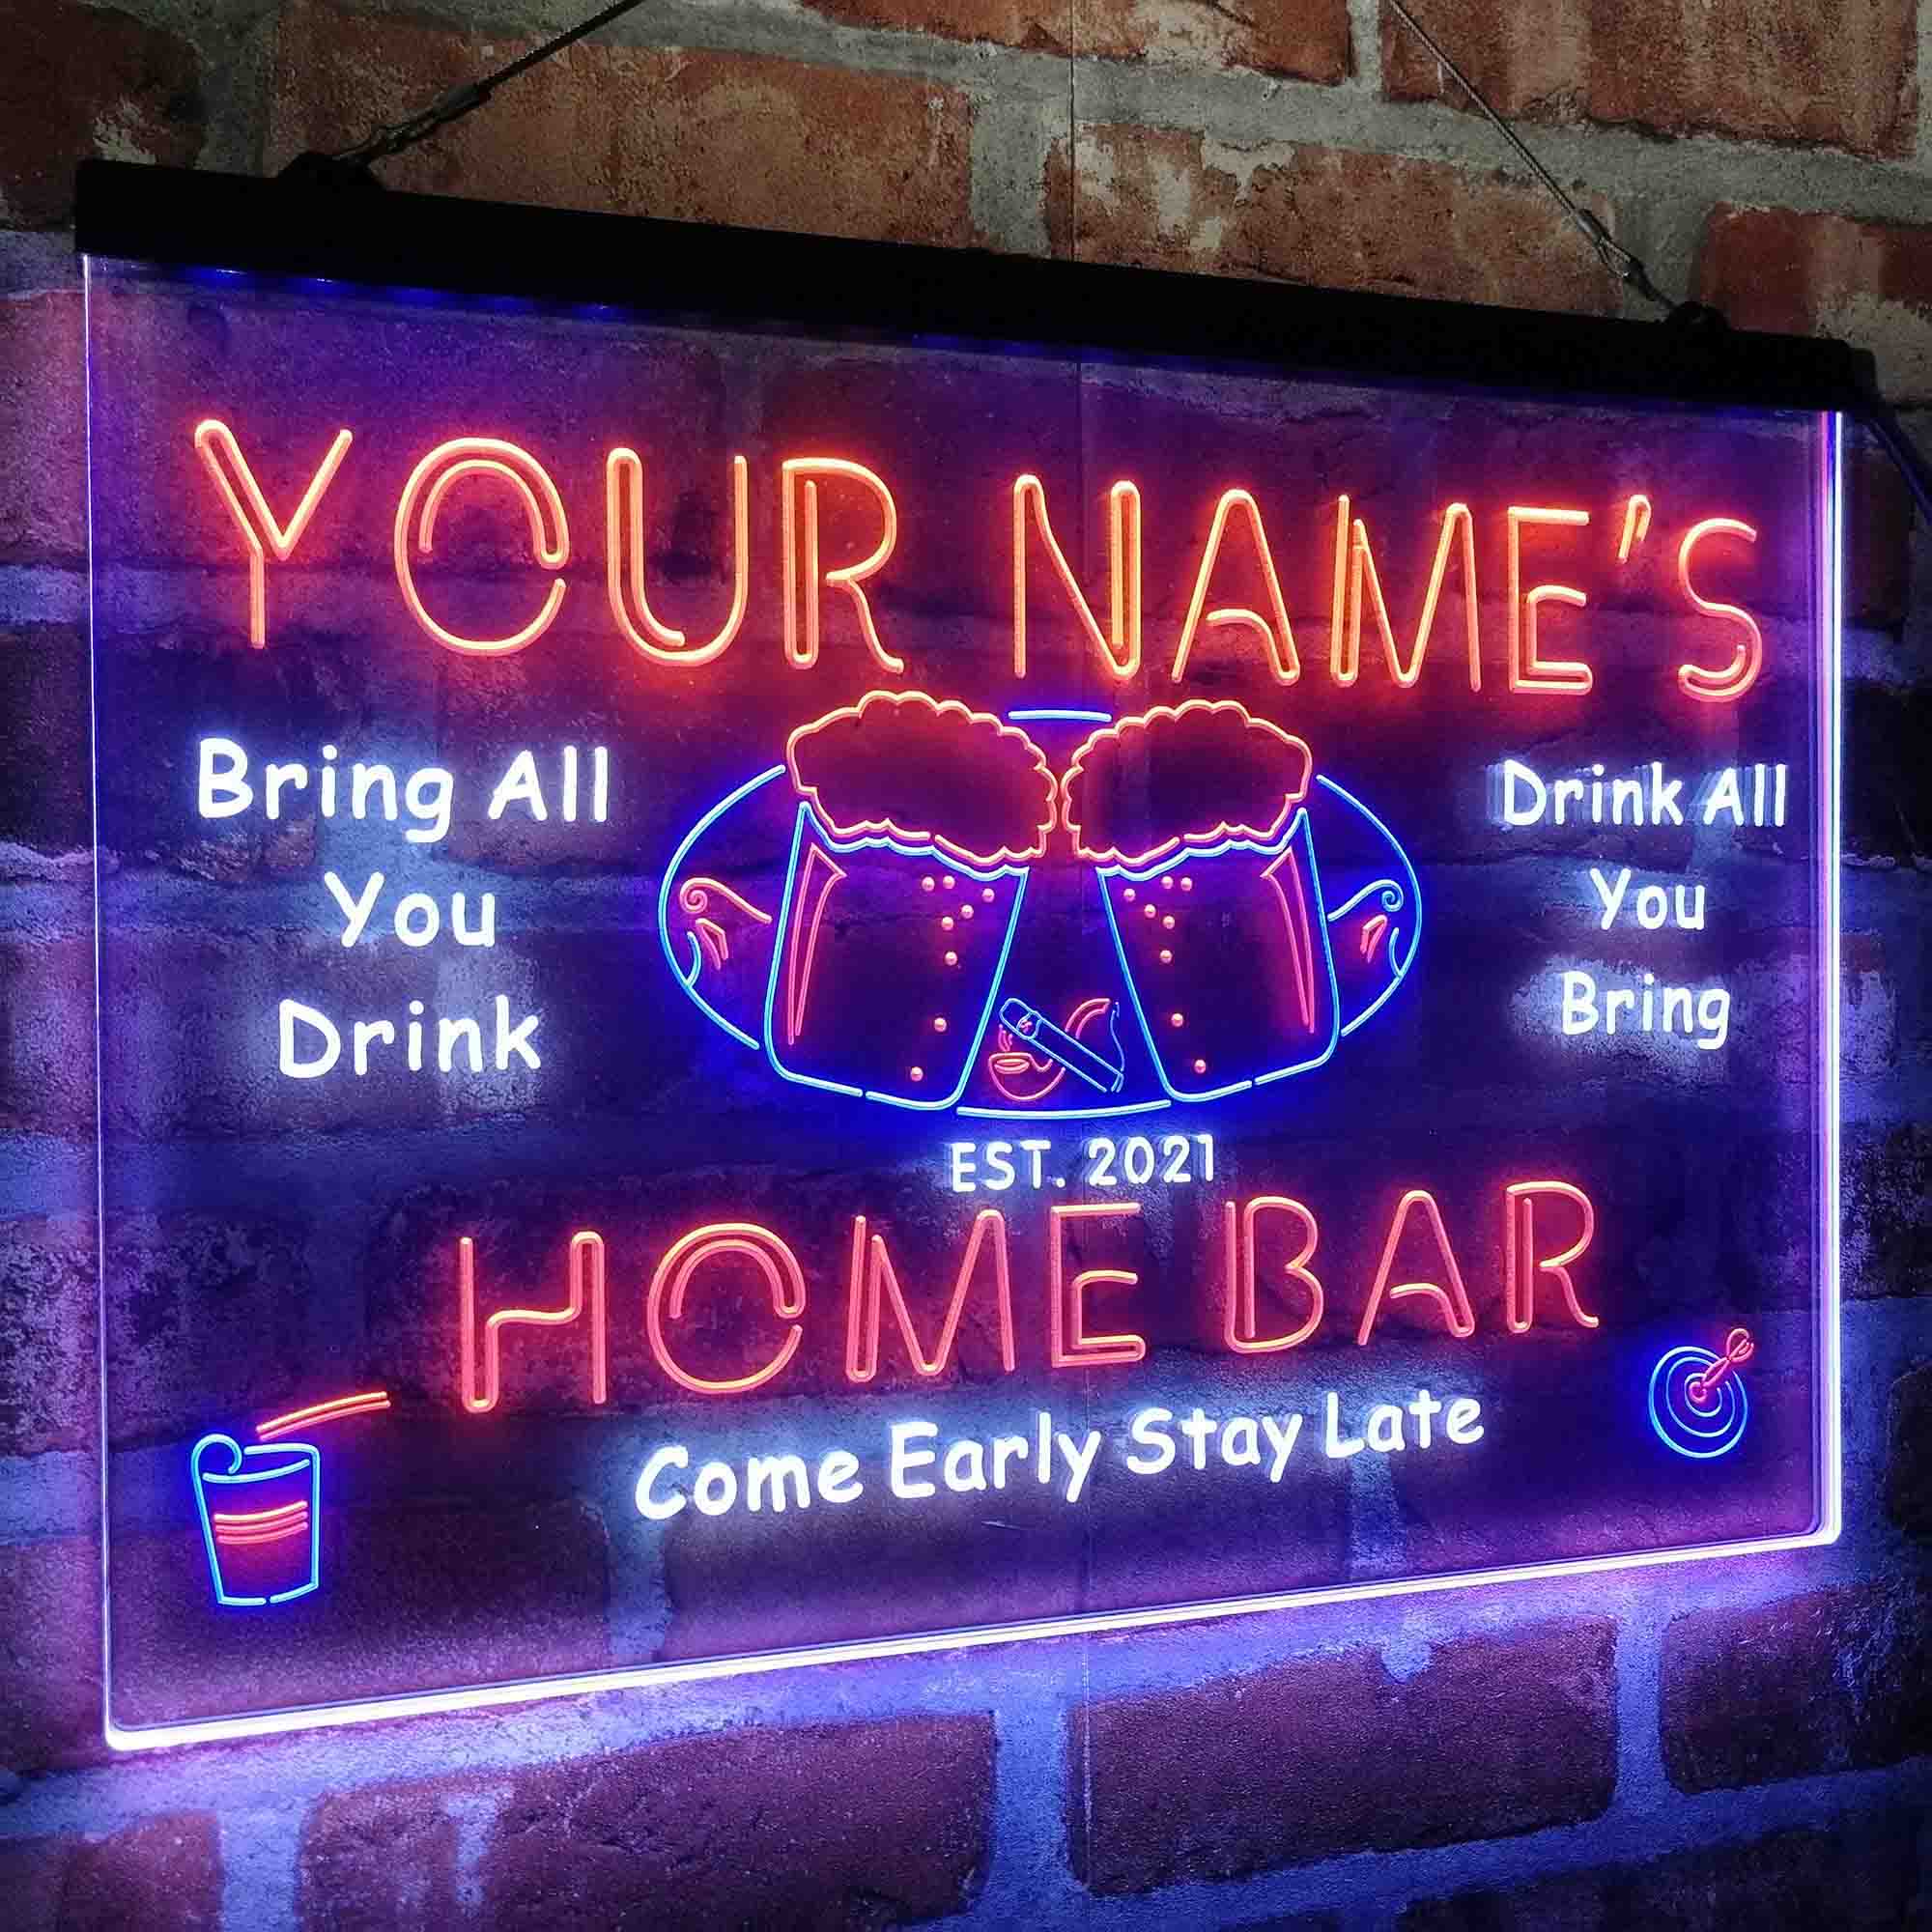 YOUR NAME'S
Bring All
You
Drink
Drink All
You
Bring
EST. 2021
HOME BAR
Come Early Stay Late